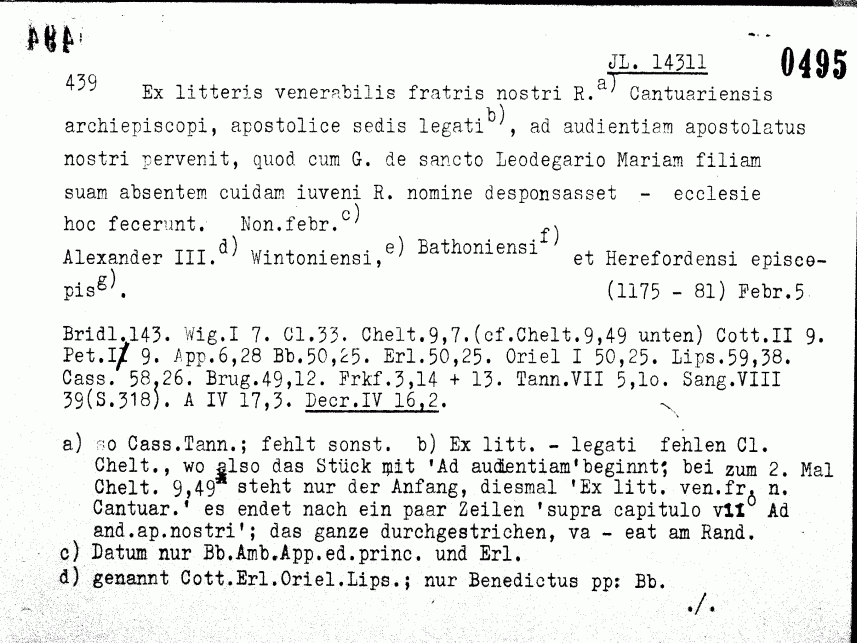 JL. 14311
0495
439 Ex litteris venerabilis fratris nostri R.a) Cantuariensis
archiepiscopi, apostolice sedis legatib), ad audientiam apostolatus
nostri pervenit, quod cum G. de sancto Leodegario Mariam filiam
suam absentem cuidam iuveni R. nomine desponsasset - ecclesie
hoc fecerunt. Non.febr.c)
Alexander III.d) Wintoniensi,e) Bathoniensif) et Herefordensi episco-
pisg). (1175 - 81) Febr.5
Bridl.143. Wig.I 7. Cl.33. Chelt.9,7.(cf.Chelt.9,49 unten) Cott.II 9.
Pet.I/ 9. App.6,28 Bb.50,25. Erl.50,25. Oriel I 50,25. Lips.59,38.
Cass. 58,26. Brug.49,12. Frkf.3,14 + 13. Tann.VII 5,1o. Sang.VIII
39(S.318). A IV 17,3. Decr.IV 16,2.
a) so Cass.Tann.; fehlt sonst. b) Ex litt. - legati fehlen Cl.
Chelt., wo also das Stück mit 'Ad audentiam'beginnt; bei zum 2. Mal
Chelt. 9,49 steht nur der Anfang, diesmal 'Ex litt. ven.fr. n.
Cantuar.' es endet nach ein paar Zeilen 'supra capitulo viio Ad
and.ap.nostri'; das ganze durchgestrichen, va - eat am Rand.
c) Datum nur Bb.Amb.App.ed.princ. und Erl.
d) genannt Cott.Erl.Oriel.Lips.; nur Benedictus pp: Bb.
./.